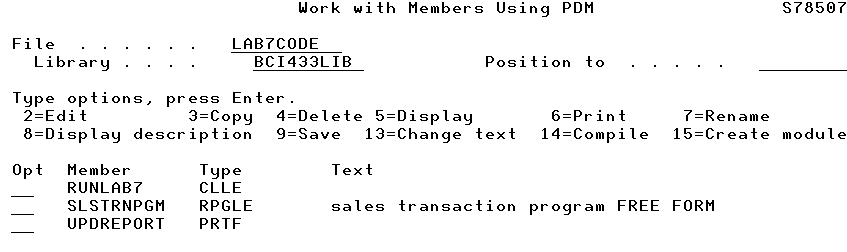 Work with Members Using PDM S78507
File . . . . . . LAB7CODE
Library . . . . BCI433LIB Position to . . . . .
Type options, press Enter.
2=Edit 3=Copy 4=Delete 5=Display 6=Print 7=Rename
8=Display description 9=Save 13=Change text 14=Compile 15=Create module
Opt Member Type Text
RUNLAB7 CLLE
SLSTRNPGM RPGLE sales transaction program FREE FORM
UPDREPORT PRTF